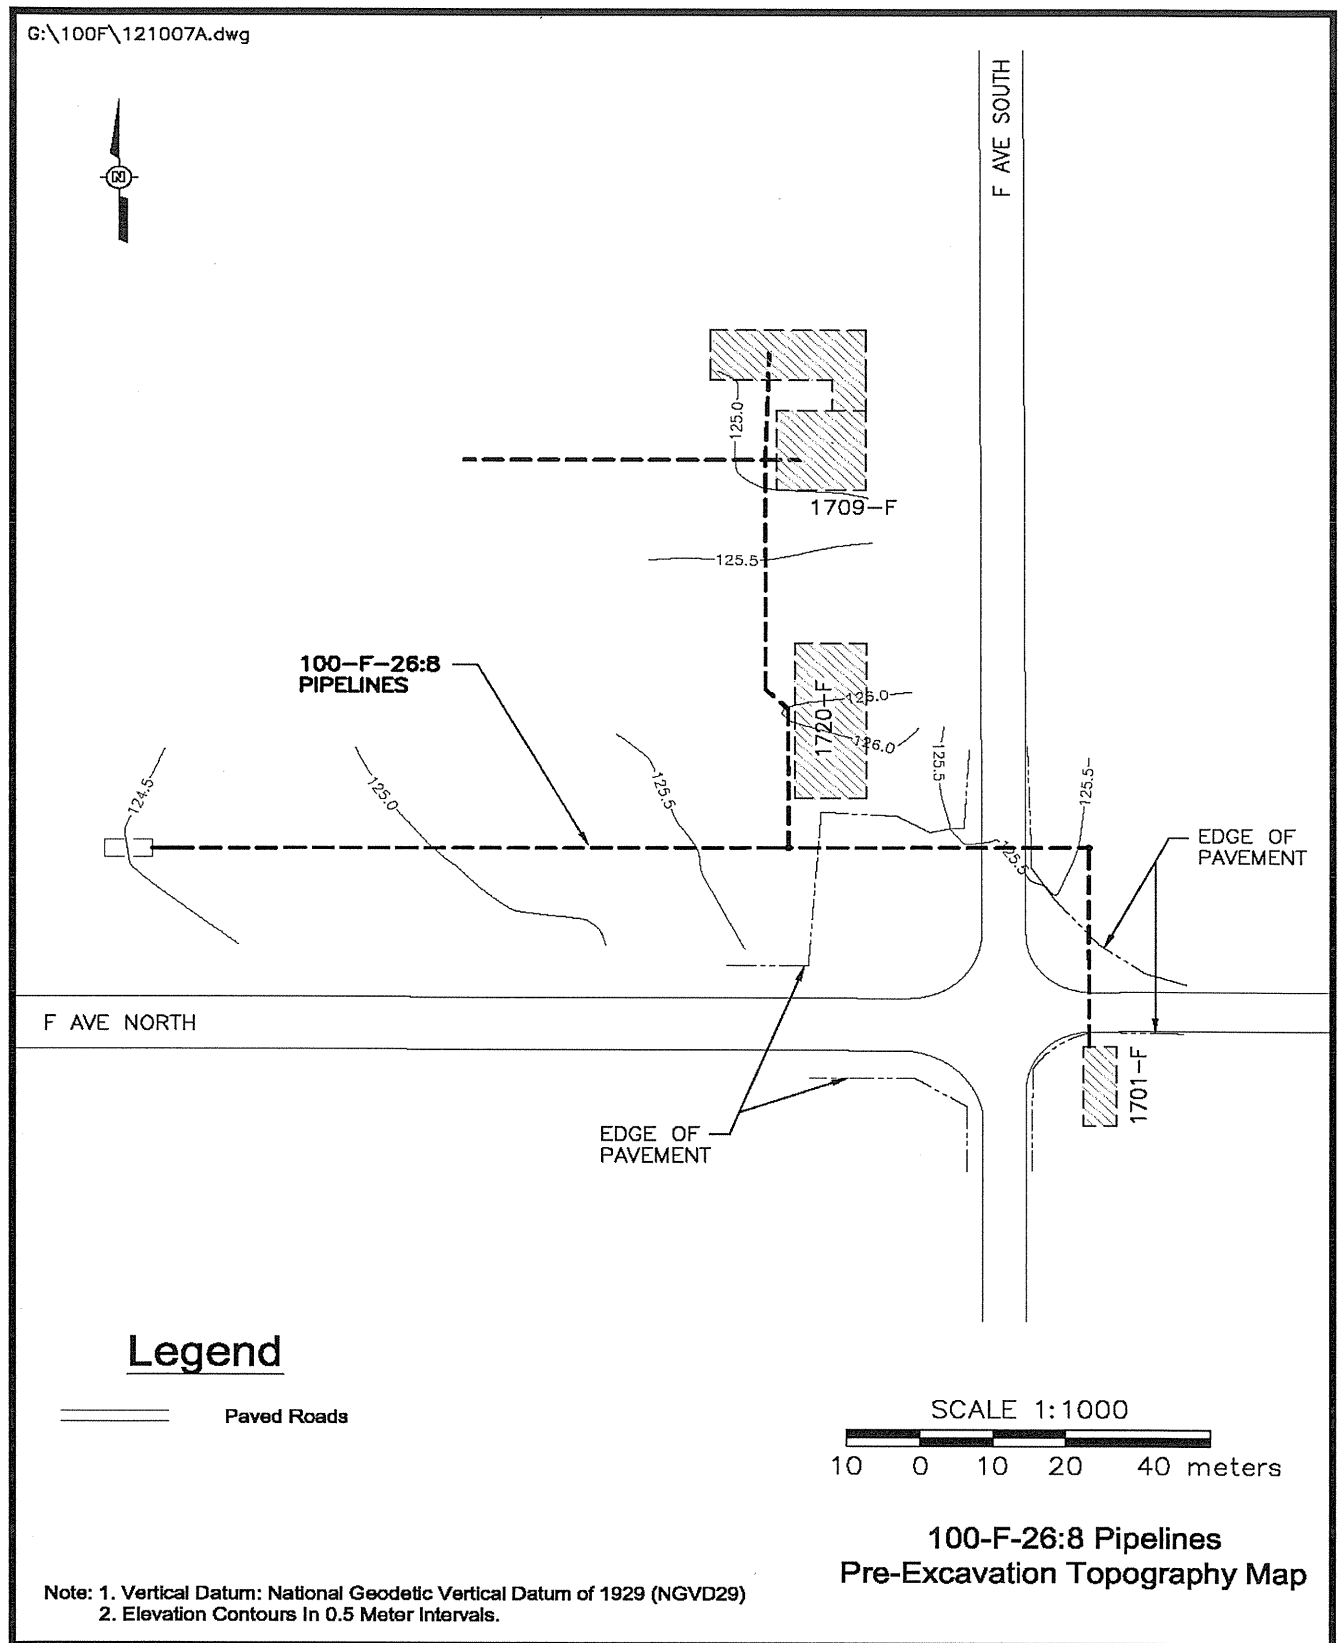 G:\100F\121007A.dwg
F AVE SOUTH
N
125.0
1709-F
125.5
100-F-26:8
PIPELINES
1720-F
126.0
126.0
124.5
125.0
125.5
125.5
125.5
125.5
EDGE OF
PAVEMENT
F AVE NORTH
1701-F
EDGE OF
PAVEMENT
Legend
Paved Roads
SCALE 1:1000
10 0 10 20 40 meters
100-F-26:8 Pipelines
Pre-Excavation Topography Map
Note: 1. Vertical Datum: National Geodetic Vertical Datum of 1929 (NGVD29)
2. Elevation Contours In 0.5 Meter Intervals.